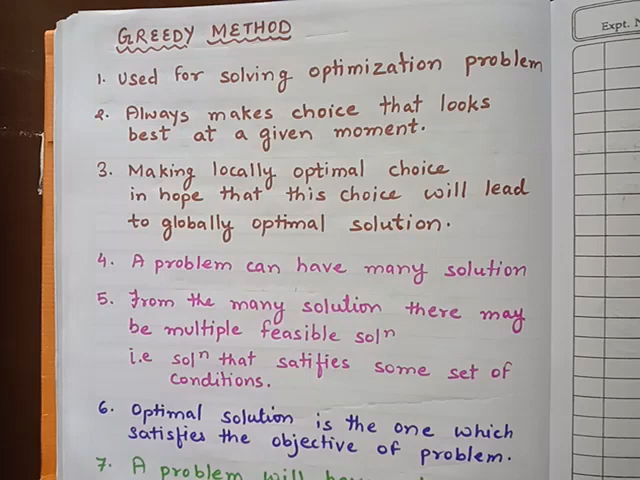 GREEDY METHOD
Expt. N
1. Used for solving optimization problem
2. Always makes choice that looks
best at a given moment.
3. Making locally optimal choice
in hope that this choice will lead
to globally optimal solution.
4. A problem can have many solution
5. From the many solution there may
be multiple feasible solⁿ
i.e solⁿ that satifies some set of
conditions.
6. Optimal solution is the one which
satisfies the objective of problem.
7. A problem will